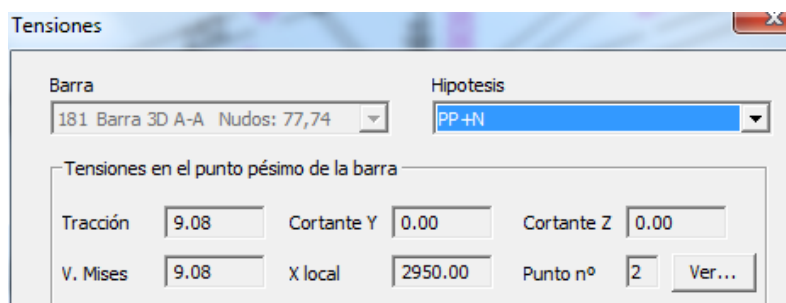 Tensiones
Barra Hipotesis
181 Barra 3D A-A Nudos: 77,74 PP+N
Tensiones en el punto pésimo de la barra
Tracción 9.08 Cortante Y 0.00 Cortante Z 0.00
V. Mises 9.08 X local 2950.00 Punto nº 2 Ver...